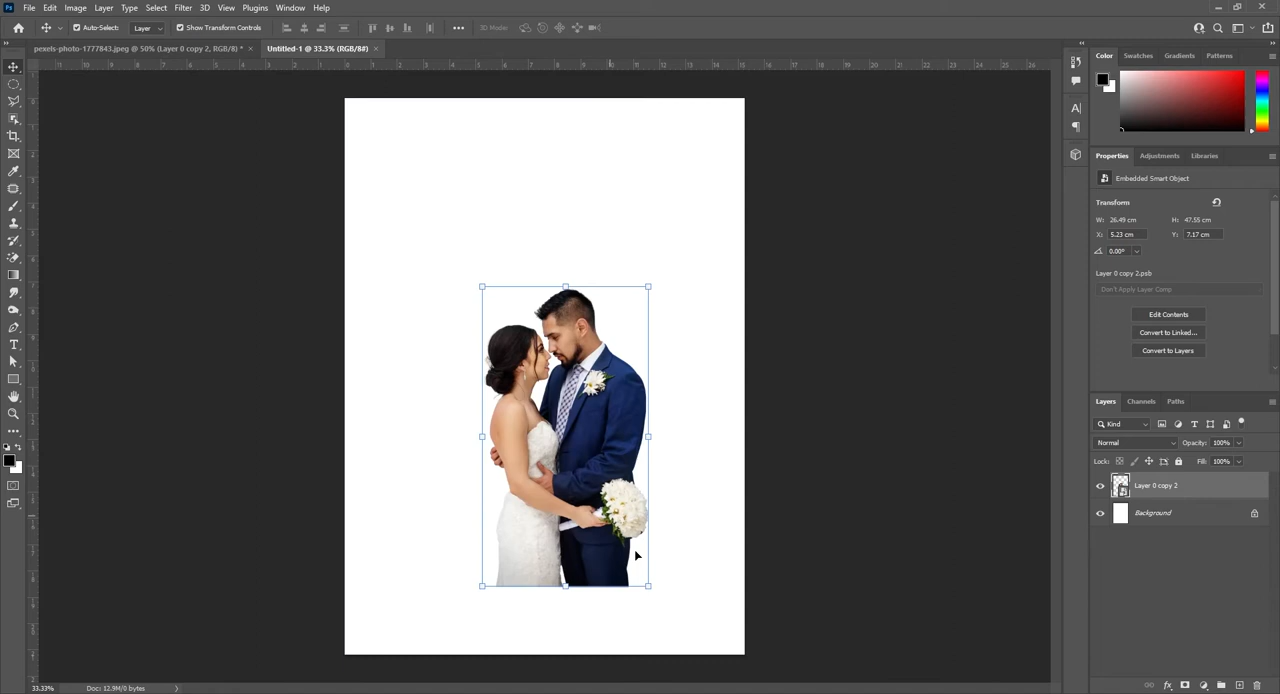 Ps File Edit Image Layer Type Select Filter 3D View Plugins Window Help
Auto-Select: Layer Show Transform Controls 3D Mode:
pexels-photo-1777843.jpeg @ 50% (Layer 0 copy 2, RGB/8) * × Untitled-1 @ 33.3% (RGB/8#) ×
Color Swatches Gradients Patterns
Properties Adjustments Libraries
Embedded Smart Object
Transform
W: 26.49 cm H: 47.55 cm
X: 5.23 cm Y: 7.17 cm
0.00°
Layer 0 copy 2.psb
Don't Apply Layer Comp
Edit Contents
Convert to Linked...
Convert to Layers
Layers Channels Paths
Kind
Normal Opacity: 100%
Lock: Fill: 100%
Layer 0 copy 2
Background
33.33% Doc: 12.9M/0 bytes